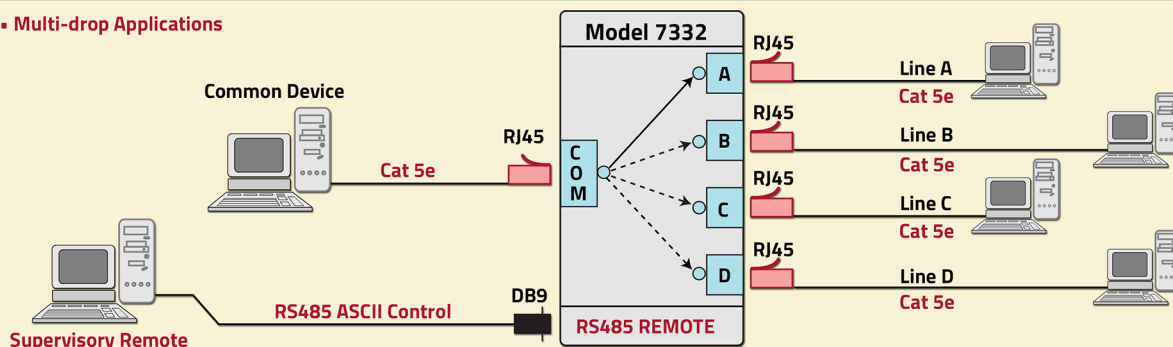 ▪ Multi-drop Applications
Common Device
RJ45
Cat 5e
Supervisory Remote
RS485 ASCII Control
DB9
Model 7332
C
O
M
A
B
C
D
RS485 REMOTE
RJ45
Line A
Cat 5e
RJ45
Line B
Cat 5e
RJ45
Line C
Cat 5e
RJ45
Line D
Cat 5e